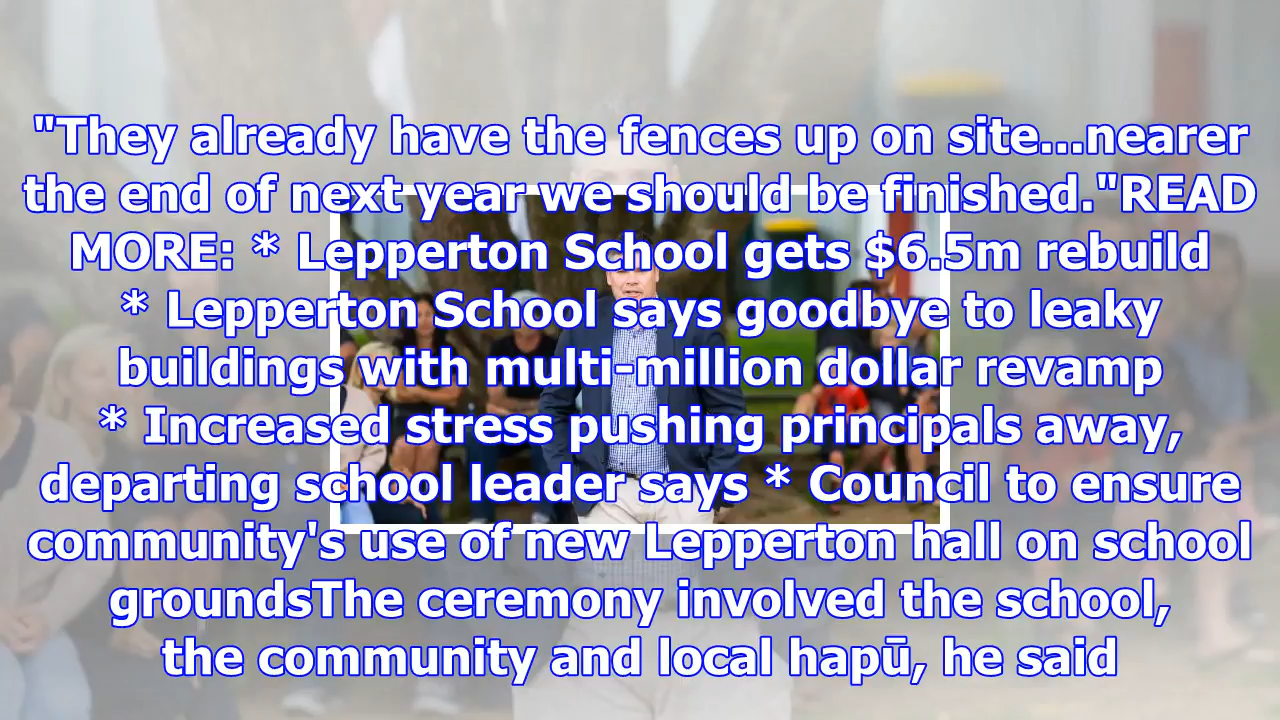 "They already have the fences up on site...nearer
the end of next year we should be finished."READ
MORE: * Lepperton School gets $6.5m rebuild
* Lepperton School says goodbye to leaky
buildings with multi-million dollar revamp
* Increased stress pushing principals away,
departing school leader says * Council to ensure
community's use of new Lepperton hall on school
groundsThe ceremony involved the school,
the community and local hapū, he said